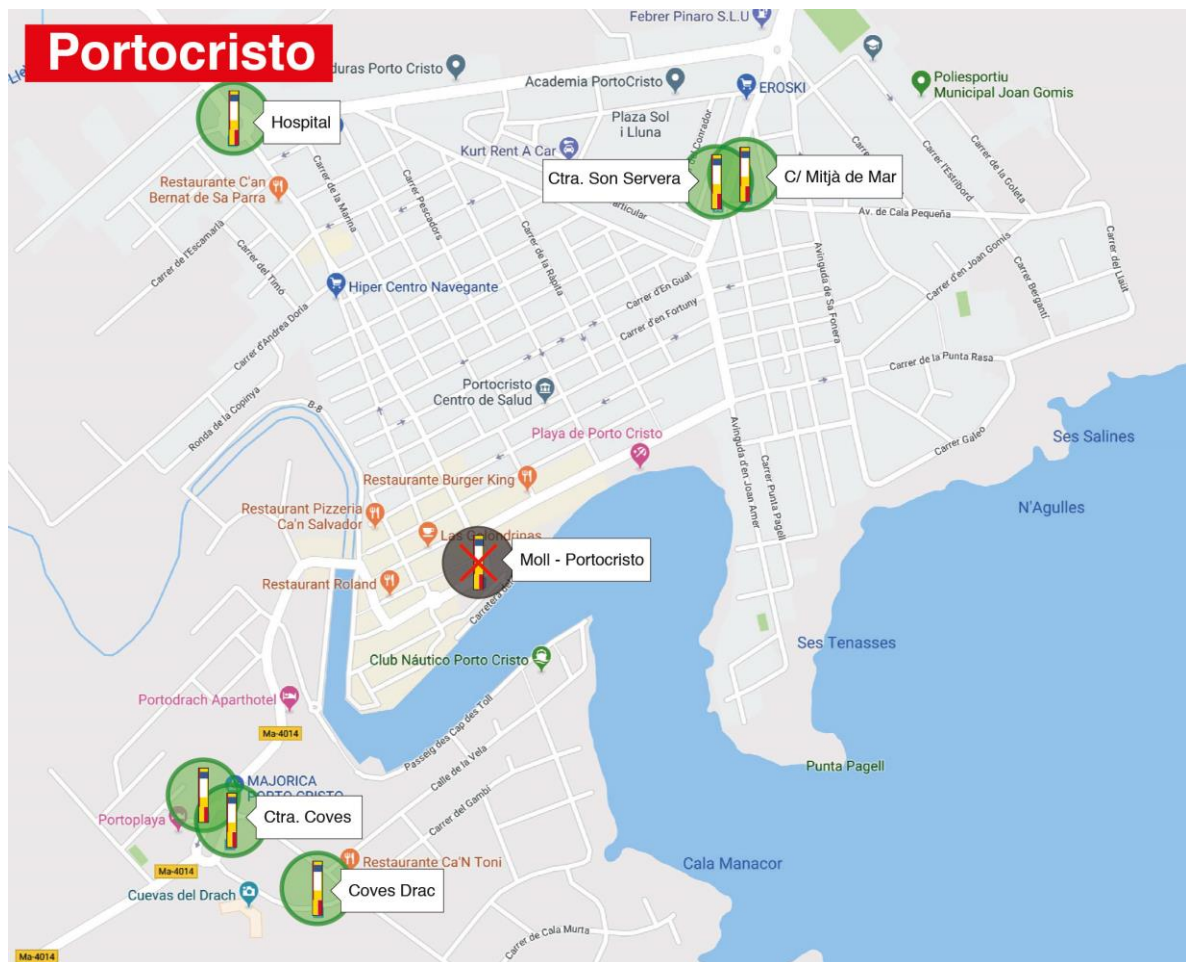 Portocristo
Febrer Pinaro S.L.U
duras Porto Cristo
Academia PortoCristo
EROSKI
Poliesportiu
Municipal Joan Gomis
Plaza Sol
i Lluna
Hospital
Kurt Rent A Car
Ctra. Son Servera
C/ Mitjà de Mar
Restaurante C'an
Bernat de Sa Parra
Carrer de la Marina
Carrer Pescadors
Carrer de l'Estribord
Carrer de la Goleta
Av. de Cala Pequeña
Carrer de l'Escamarla
Carrer del Timó
Carrer de la Ràpita
Avinguda de Sa Fonera
Carrer d'en Joan Gomis
Carrer Bergantí
Carrer del Llaüt
Hiper Centro Navegante
Carrer d'En Gual
Carrer d'en Fortuny
Carrer d'Andrea Doria
Carrer de la Punta Rasa
Portocristo
Centro de Salud
Ronda de la Copinya
B-8
Playa de Porto Cristo
Avinguda d'en Joan Amer
Carrer Punta Pagell
Carrer Galeó
Ses Salines
Restaurante Burger King
N'Agulles
Restaurant Pizzeria
Ca'n Salvador
Moll - Portocristo
Restaurant Roland
Ses Tenasses
Club Náutico Porto Cristo
Portodrach Aparthotel
Ma-4014
Passeig des Cap des Toll
Calle de la Vela
Punta Pagell
MAJORICA
PORTO CRISTO
Portoplaya
Ctra. Coves
Carrer del Gambí
Ma-4014
Restaurante Ca'N Toni
Cala Manacor
Cuevas del Drach
Coves Drac
Carrer de Cala Murta
Ma-4014